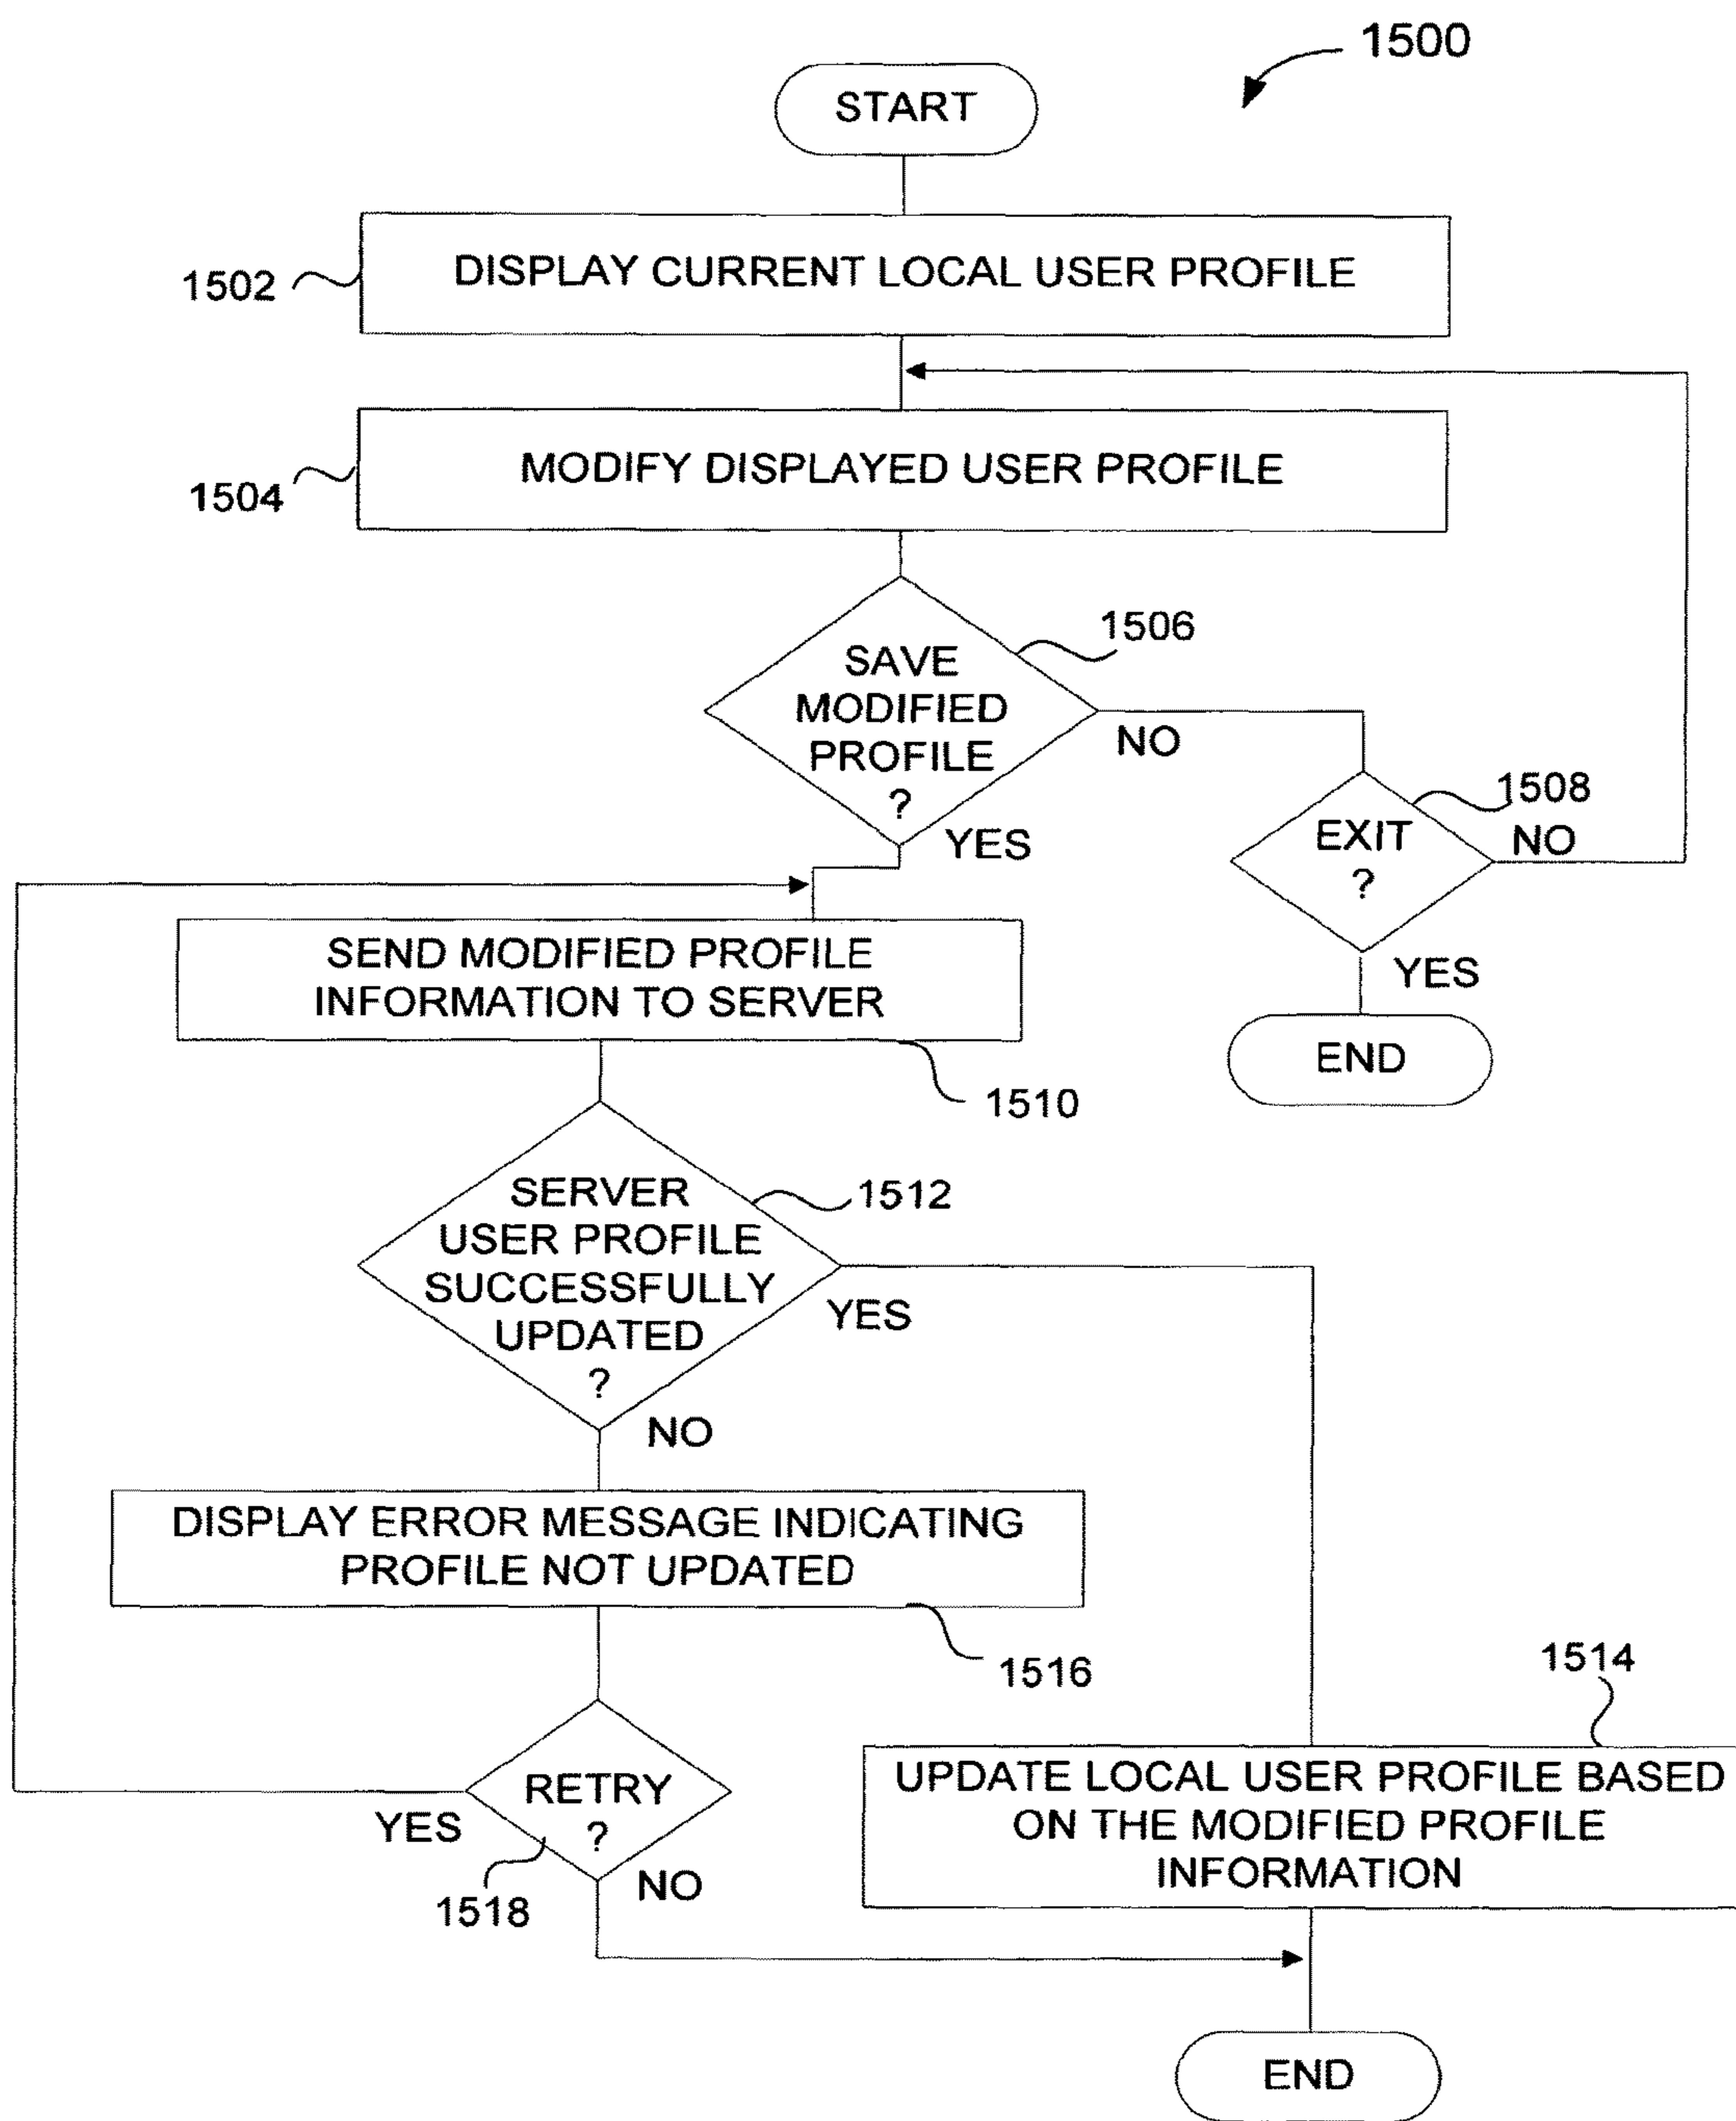 1500
START
1502
DISPLAY CURRENT LOCAL USER PROFILE
1504
MODIFY DISPLAYED USER PROFILE
1506
SAVE
MODIFIED
PROFILE
?
NO
YES
1508
EXIT
?
NO
YES
END
SEND MODIFIED PROFILE
INFORMATION TO SERVER
1510
SERVER
USER PROFILE
SUCCESSFULLY
UPDATED
?
1512
YES
NO
DISPLAY ERROR MESSAGE INDICATING
PROFILE NOT UPDATED
1516
RETRY
?
YES
NO
1518
1514
UPDATE LOCAL USER PROFILE BASED
ON THE MODIFIED PROFILE
INFORMATION
END